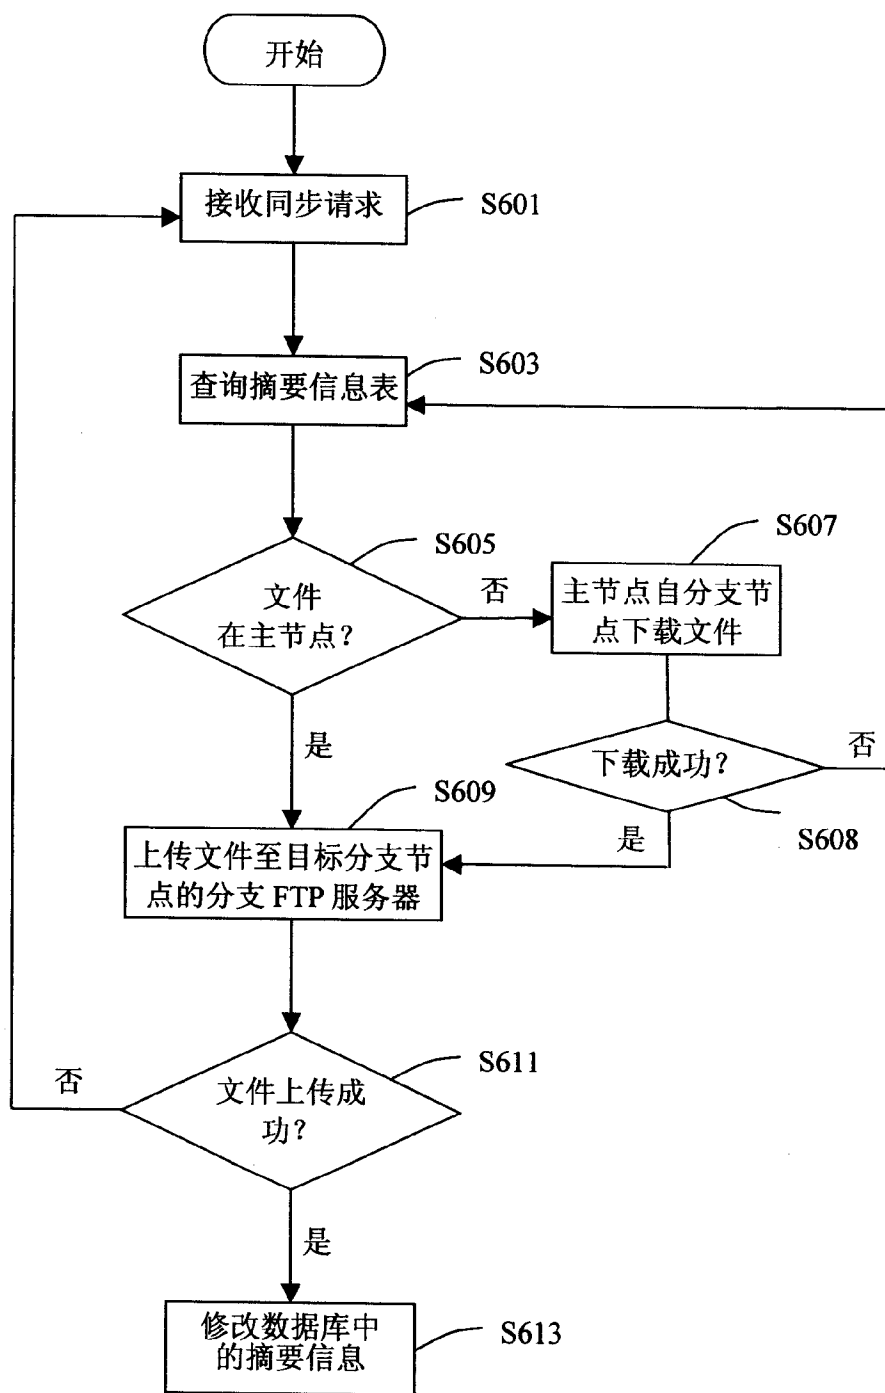 开始
接收同步请求
S601
查询摘要信息表
S603
文件
在主节点？
S605
否
主节点自分支节
点下载文件
S607
是
下载成功？
否
S608
是
上传文件至目标分支节
点的分支 FTP 服务器
S609
文件上传成
功？
S611
否
是
修改数据库中
的摘要信息
S613